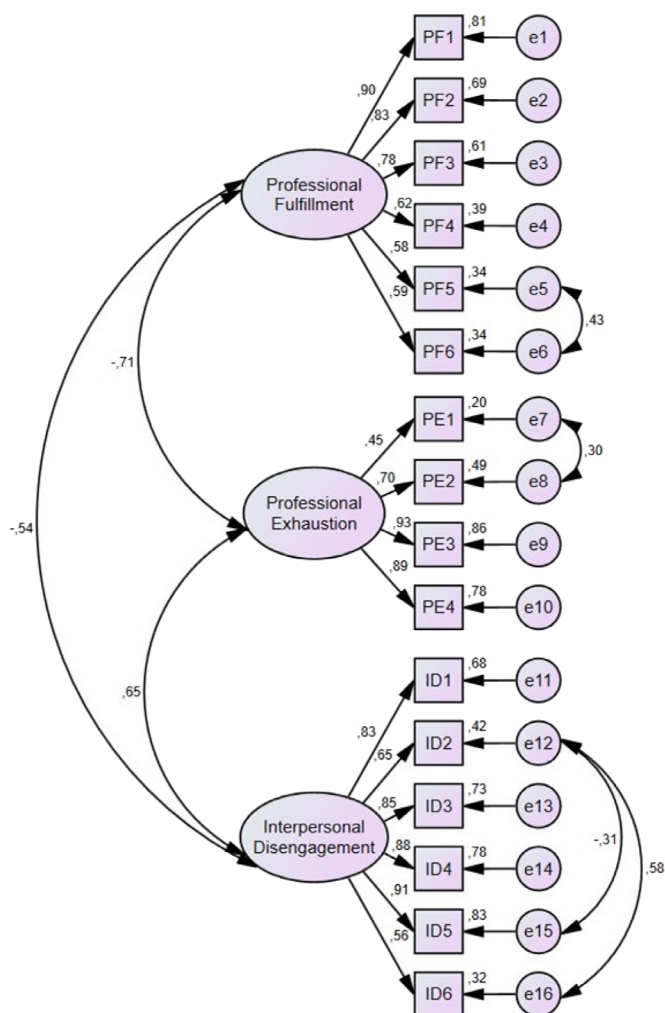 ,81
PF1
e1
,90
,69
PF2
e2
,83
,61
PF3
e3
,78
Professional
Fulfillment
,39
PF4
e4
,62
,34
PF5
e5
,58
,43
,34
PF6
e6
,59
-,71
,20
PE1
e7
,45
,30
,49
PE2
e8
,70
Professional
Exhaustion
,86
PE3
e9
,93
-,54
,78
PE4
e10
,89
,65
,68
ID1
e11
,83
,42
ID2
e12
,65
,73
ID3
e13
,85
Interpersonal
Disengagement
-,31
,58
,78
ID4
e14
,88
,83
ID5
e15
,91
,32
ID6
e16
,56